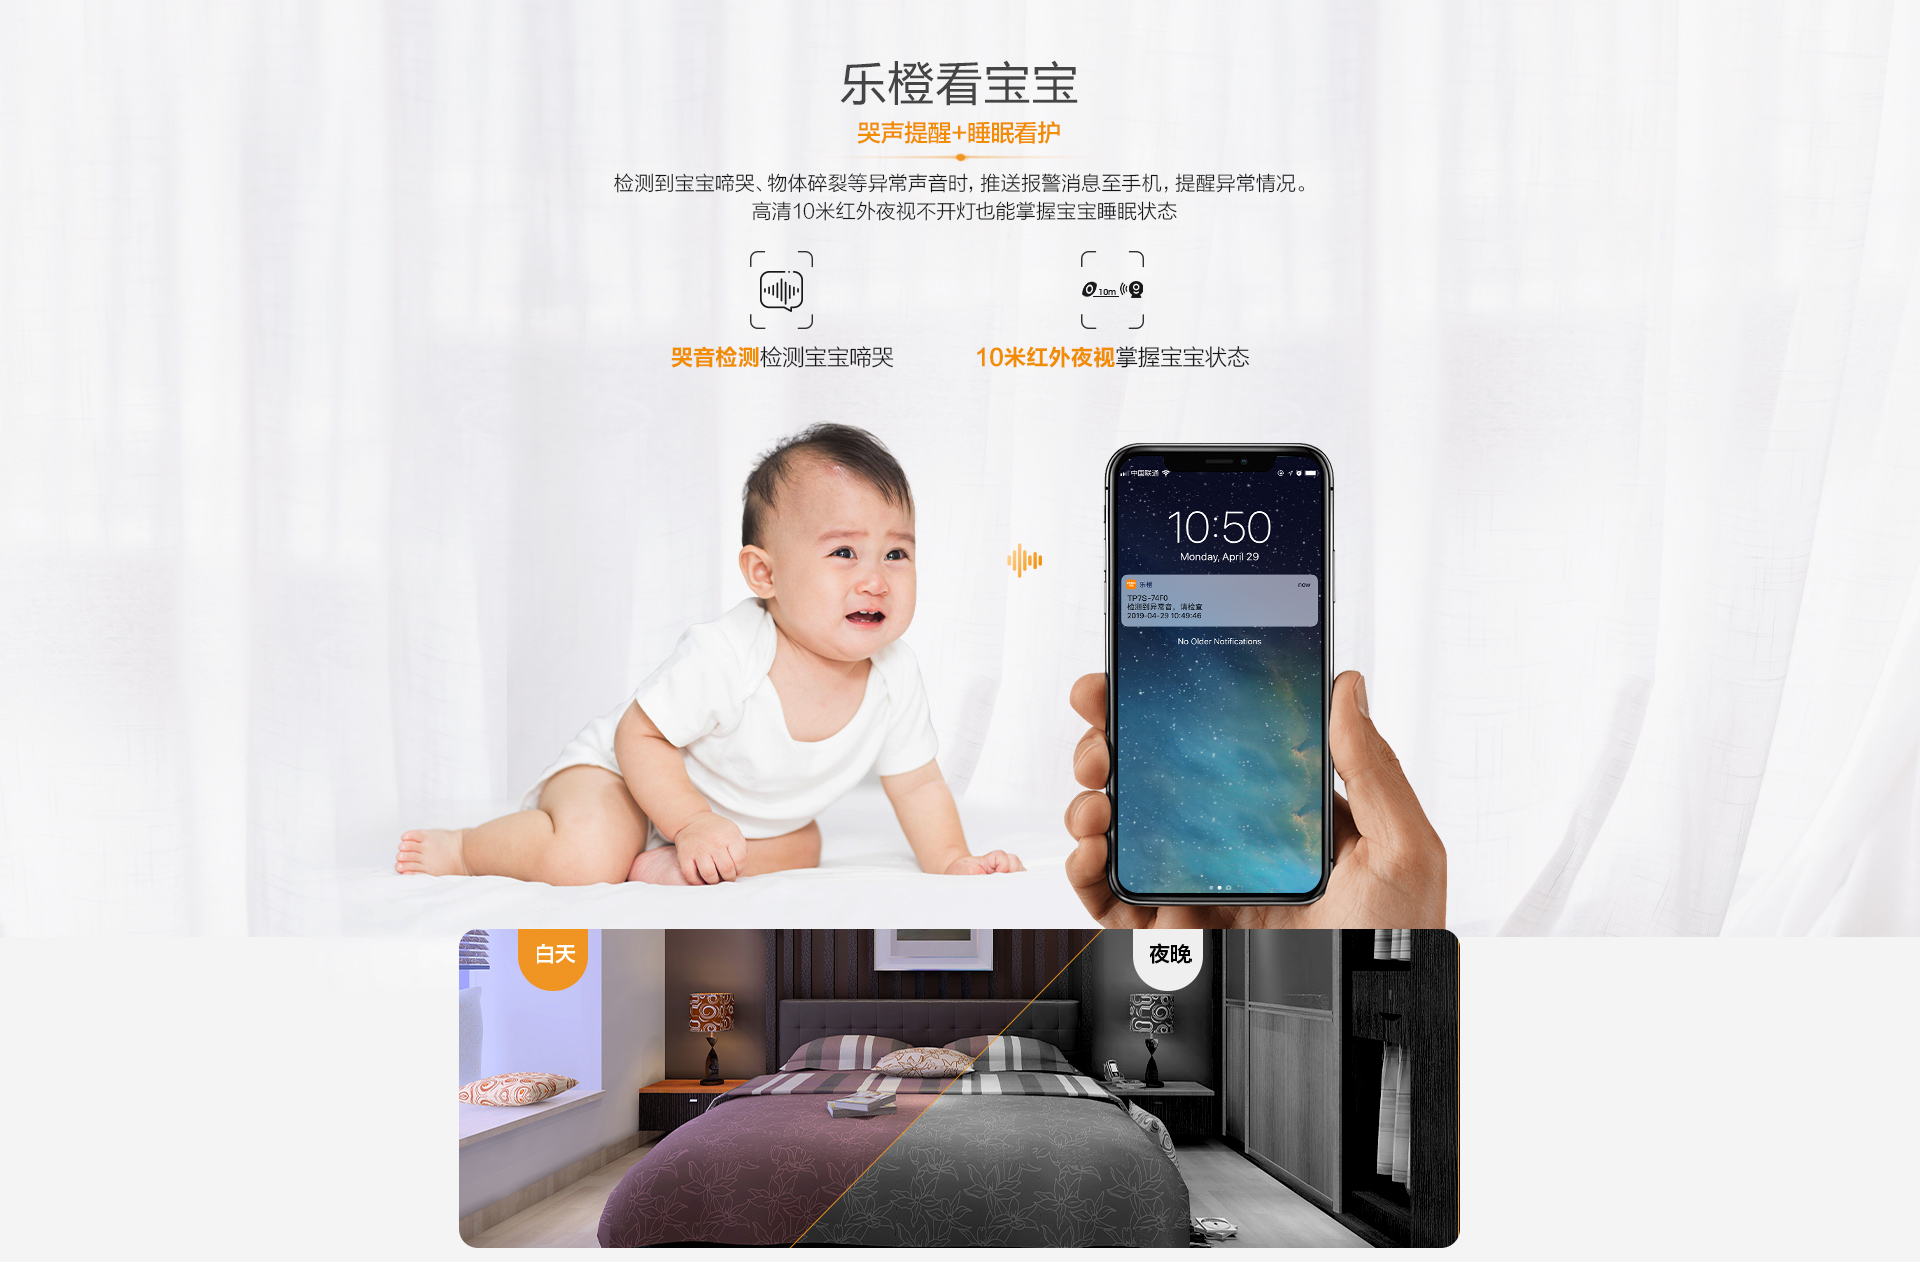 乐橙看宝宝
哭声提醒+睡眠看护
检测到宝宝啼哭、物体碎裂等异常声音时，推送报警消息至手机，提醒异常情况。
高清10米红外夜视不开灯也能掌握宝宝睡眠状态
10m
哭音检测检测宝宝啼哭
10米红外夜视掌握宝宝状态
中国联通
10:50
Monday, April 29
乐橙 now
TP7S-74F0
检测到异常音，请检查
2019-04-29 10:49:46
No Older Notifications
白天
夜晚